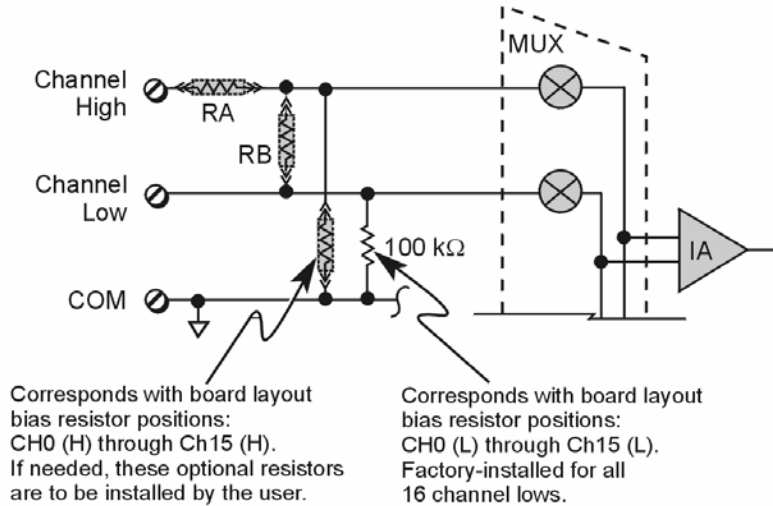 MUX
Channel
High
RA
RB
Channel
Low
100 kΩ
IA
COM
Corresponds with board layout
bias resistor positions:
CH0 (H) through Ch15 (H).
If needed, these optional resistors
are to be installed by the user.
Corresponds with board layout
bias resistor positions:
CH0 (L) through Ch15 (L).
Factory-installed for all
16 channel lows.